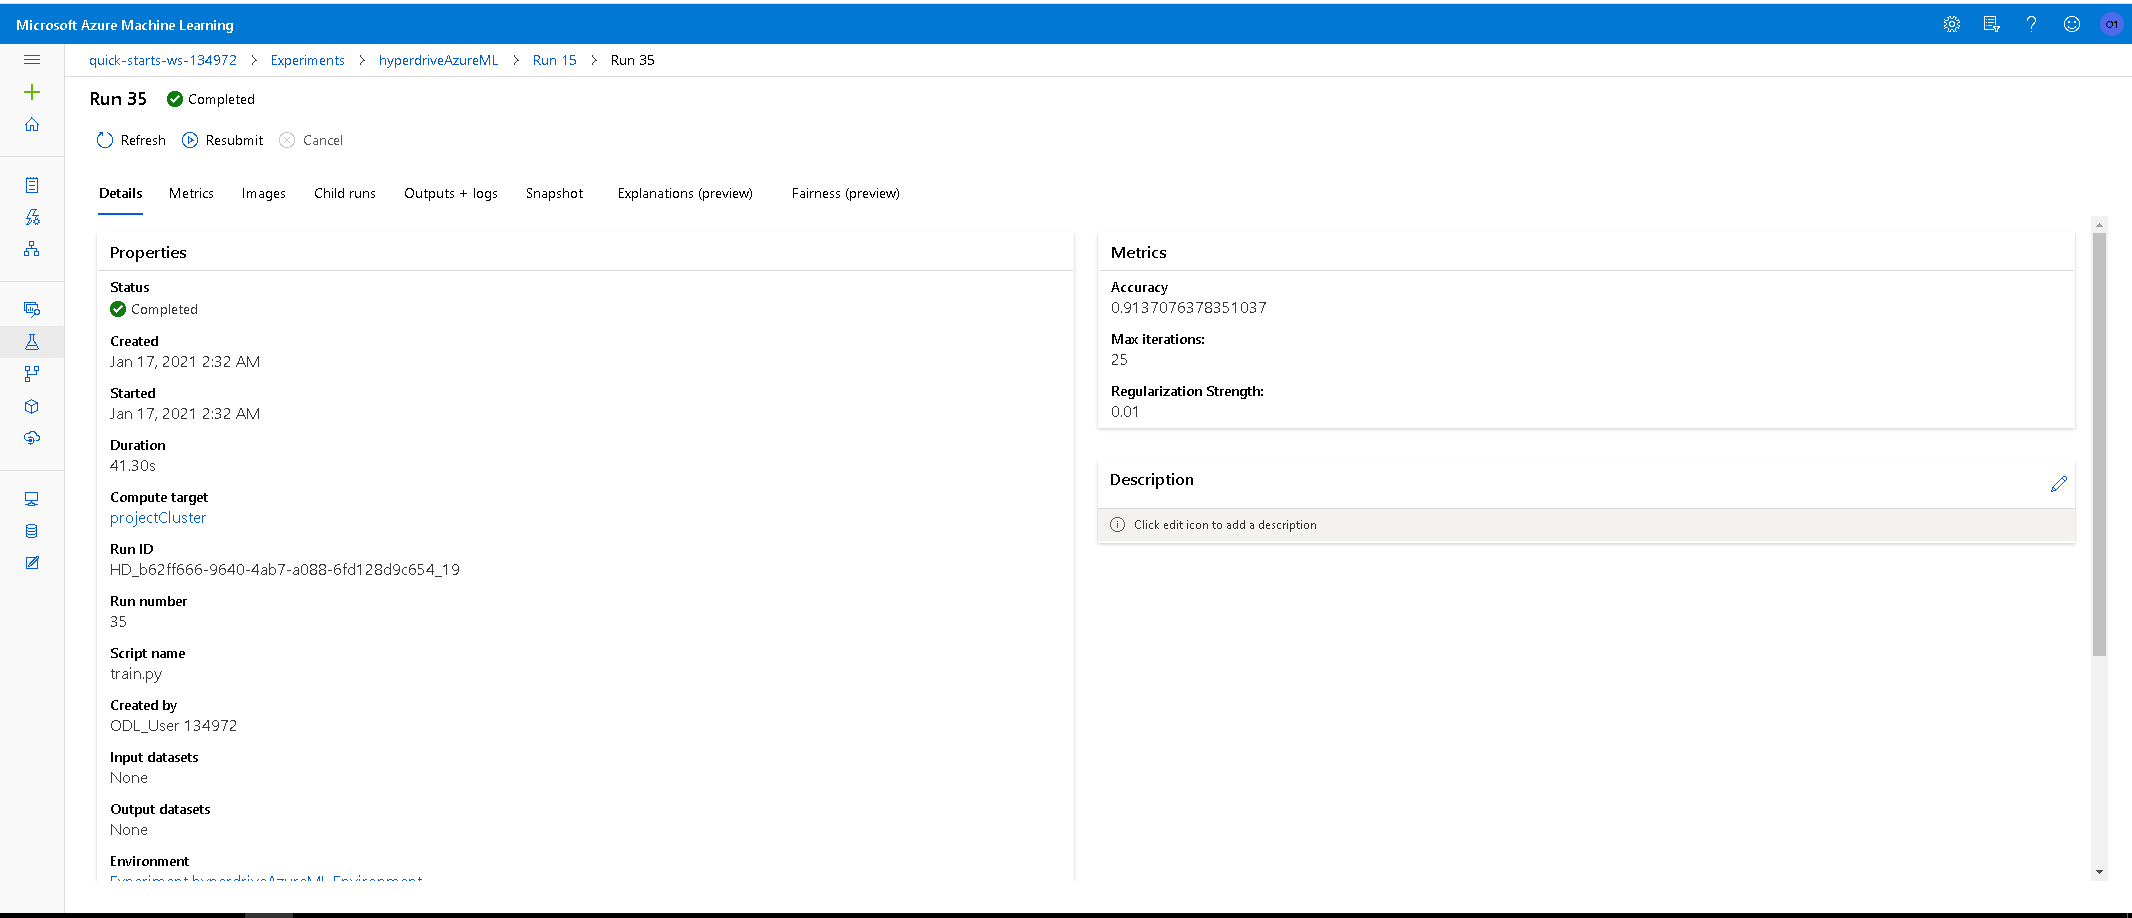 Microsoft Azure Machine Learning
O1
quick-starts-ws-134972 > Experiments > hyperdriveAzureML > Run 15 > Run 35
Run 35 Completed
Refresh Resubmit Cancel
Details Metrics Images Child runs Outputs + logs Snapshot Explanations (preview) Fairness (preview)
Properties
Status
Completed
Created
Jan 17, 2021 2:32 AM
Started
Jan 17, 2021 2:32 AM
Duration
41.30s
Compute target
projectCluster
Run ID
HD_b62ff666-9640-4ab7-a088-6fd128d9c654_19
Run number
35
Script name
train.py
Created by
ODL_User 134972
Input datasets
None
Output datasets
None
Environment
Experiment hyperdriveAzureML Environment
Metrics
Accuracy
0.9137076378351037
Max iterations:
25
Regularization Strength:
0.01
Description
Click edit icon to add a description